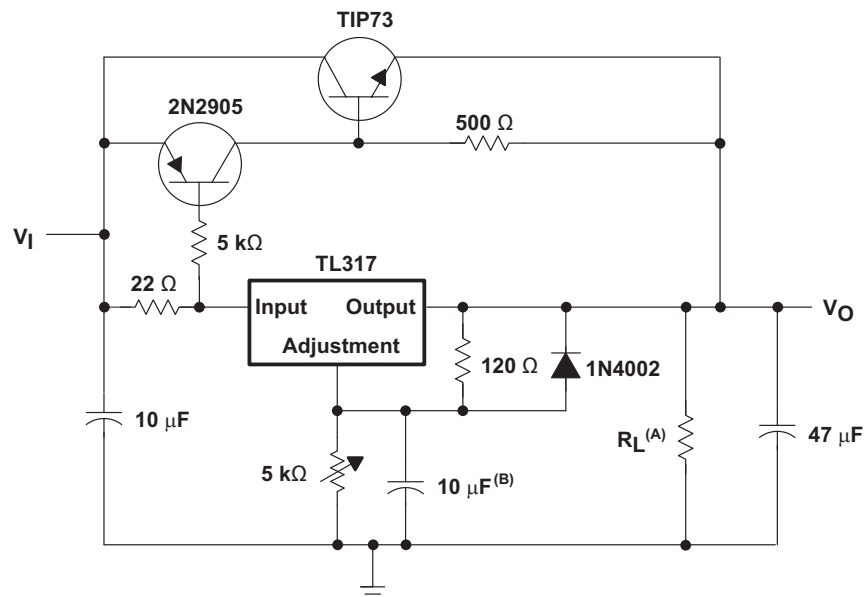 TIP73
2N2905
500 Ω
VI
5 kΩ
TL317
22 Ω
Input Output
Adjustment
VO
120 Ω
1N4002
10 μF
RL(A)
47 μF
5 kΩ
10 μF(B)